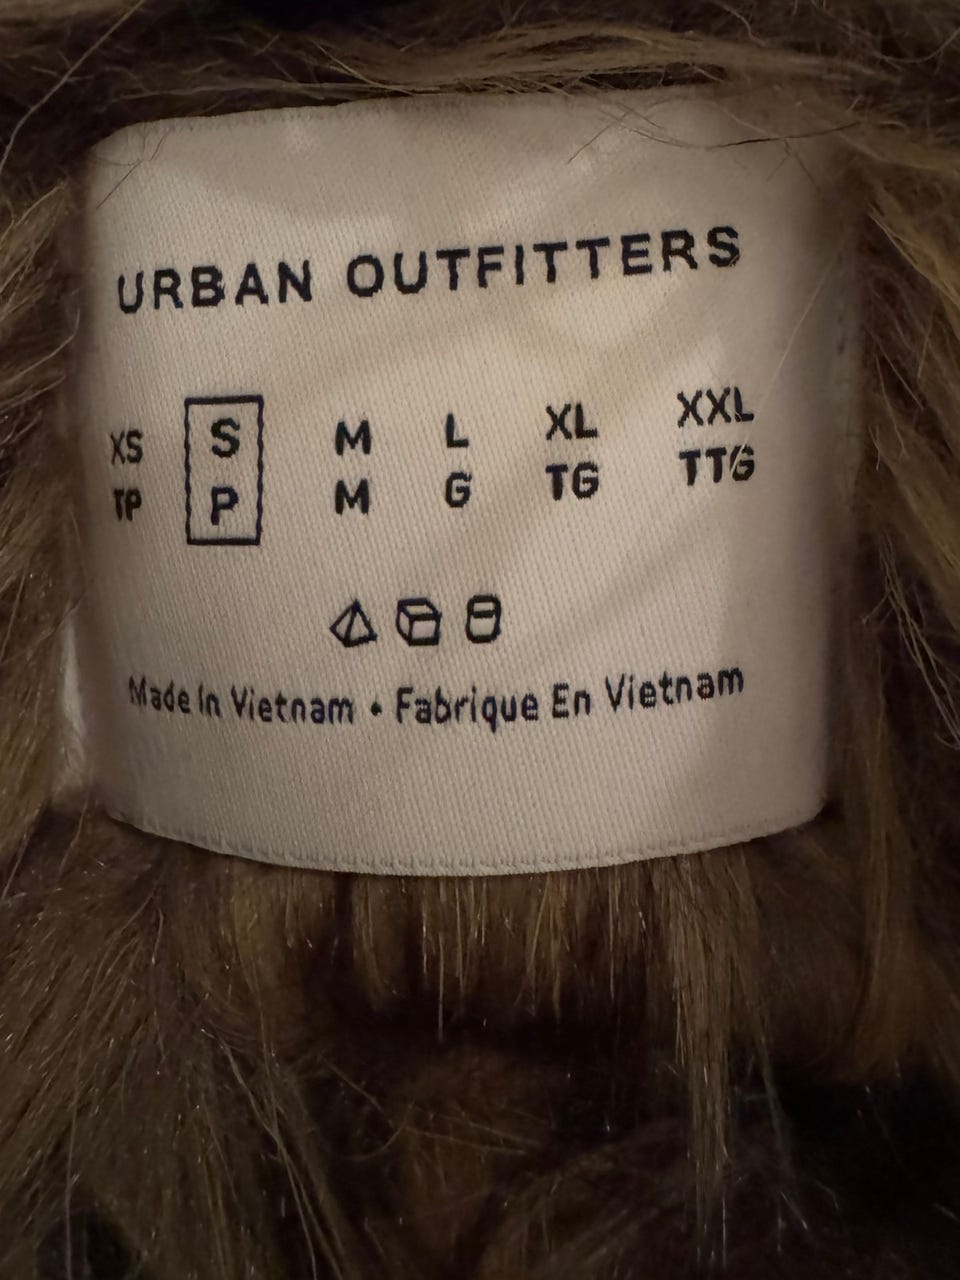 URBAN OUTFITTERS
XS S M L XL XXL
TP P M G TG TTG
Made In Vietnam • Fabrique En Vietnam